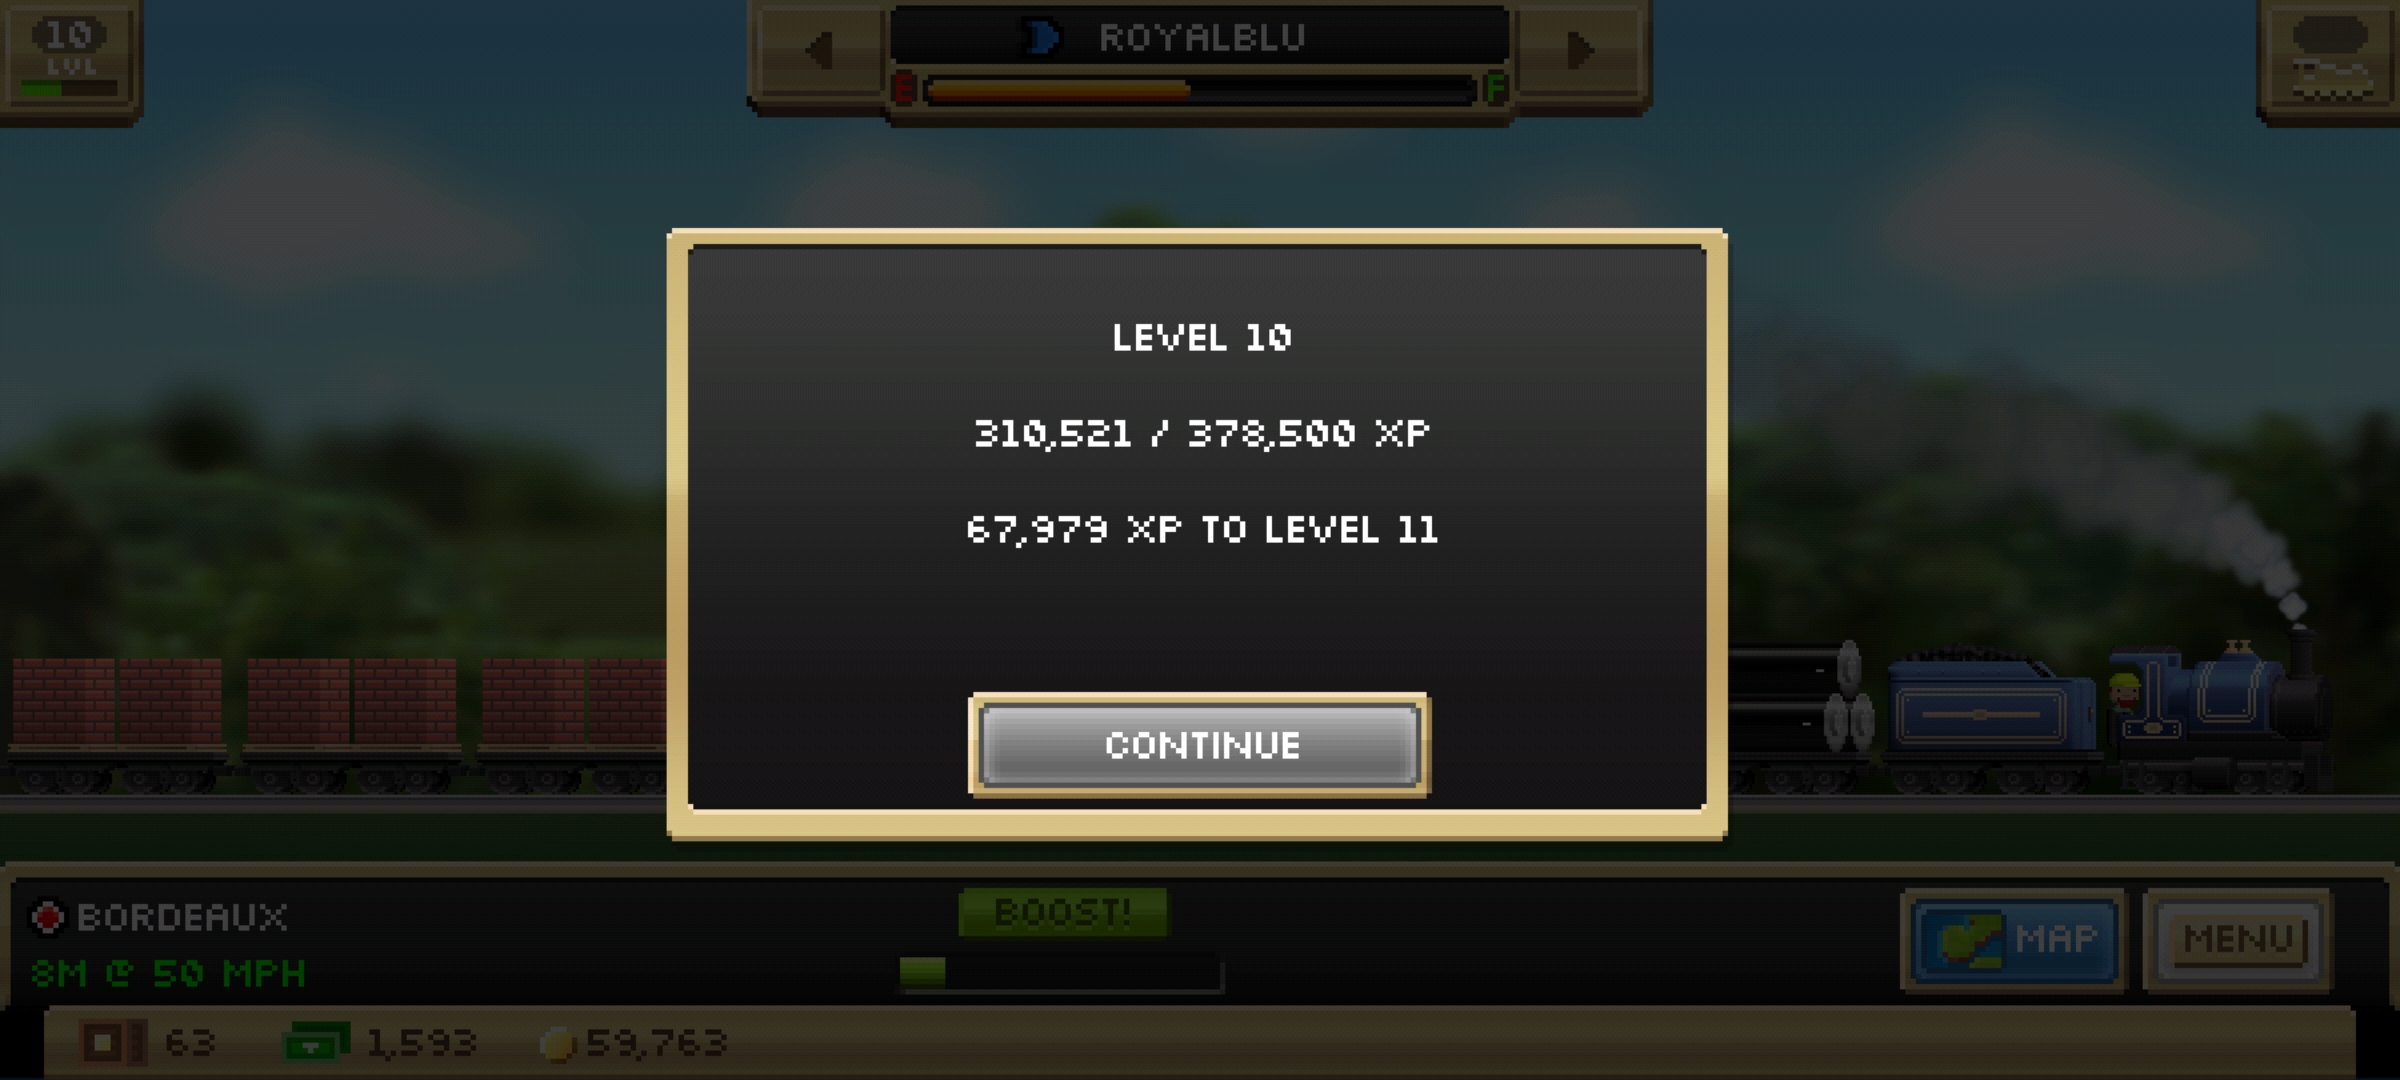 10
LVL
ROYALBLU
E F
LEVEL 10
310,521 / 378,500 XP
67,979 XP TO LEVEL 11
CONTINUE
BORDEAUX
8M @ 50 MPH
BOOST!
MAP
MENU
63 1,593 59,763